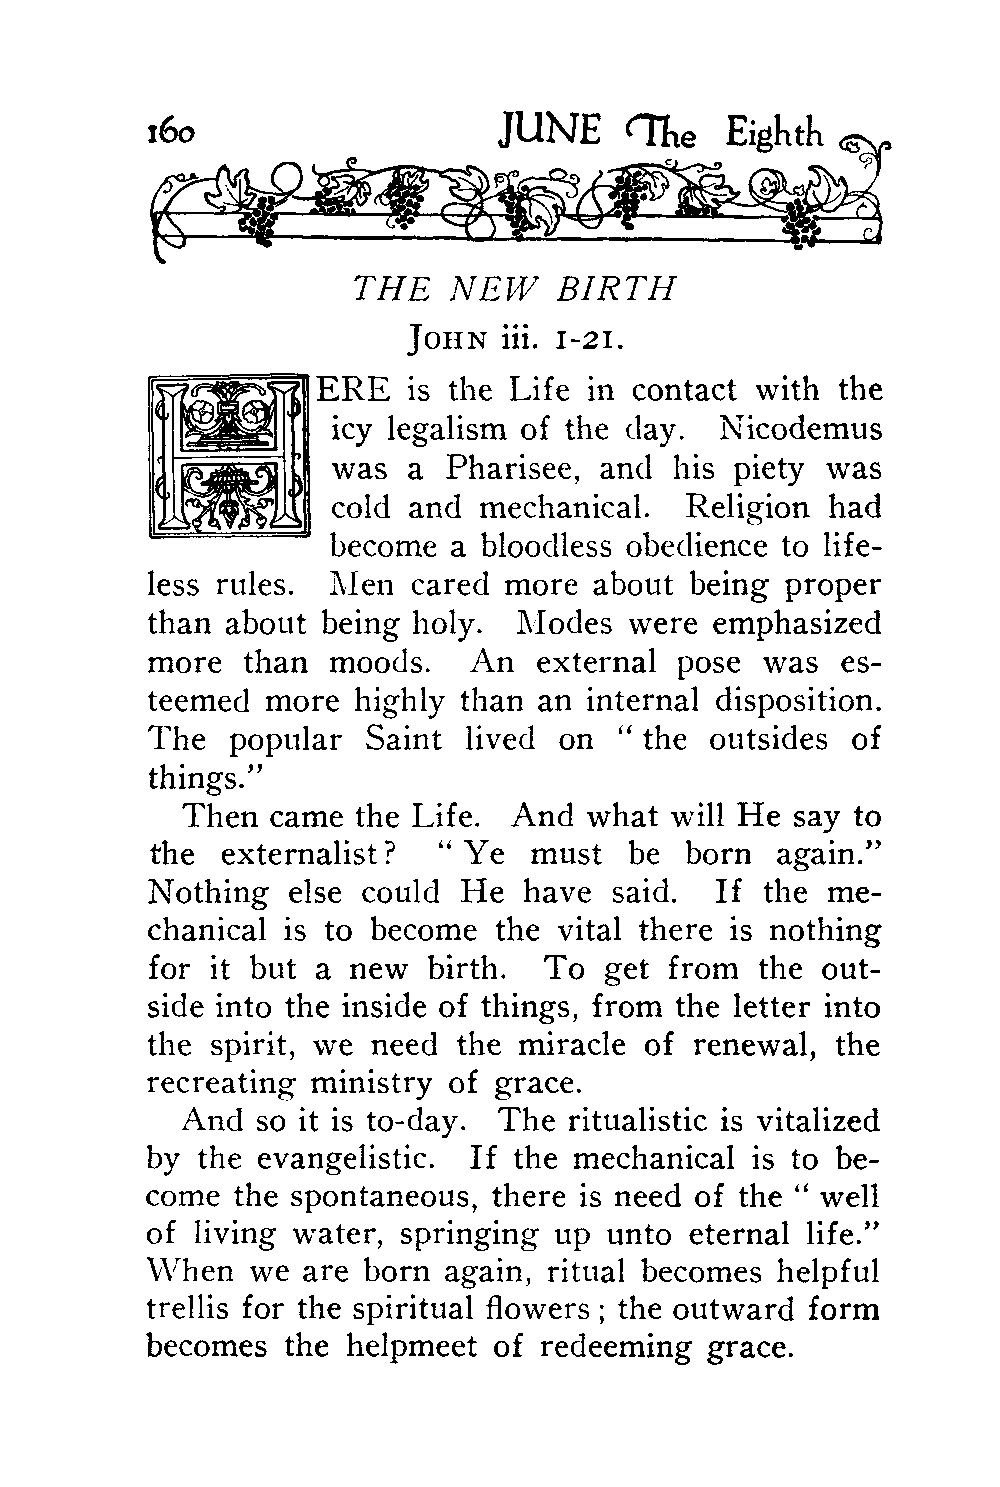 160 JUNE The Eighth
THE NEW BIRTH
JOHN iii. 1-21.
HERE is the Life in contact with the
icy legalism of the day. Nicodemus
was a Pharisee, and his piety was
cold and mechanical. Religion had
become a bloodless obedience to life-
less rules. Men cared more about being proper
than about being holy. Modes were emphasized
more than moods. An external pose was es-
teemed more highly than an internal disposition.
The popular Saint lived on " the outsides of
things."
Then came the Life. And what will He say to
the externalist? " Ye must be born again."
Nothing else could He have said. If the me-
chanical is to become the vital there is nothing
for it but a new birth. To get from the out-
side into the inside of things, from the letter into
the spirit, we need the miracle of renewal, the
recreating ministry of grace.
And so it is to-day. The ritualistic is vitalized
by the evangelistic. If the mechanical is to be-
come the spontaneous, there is need of the " well
of living water, springing up unto eternal life."
When we are born again, ritual becomes helpful
trellis for the spiritual flowers ; the outward form
becomes the helpmeet of redeeming grace.